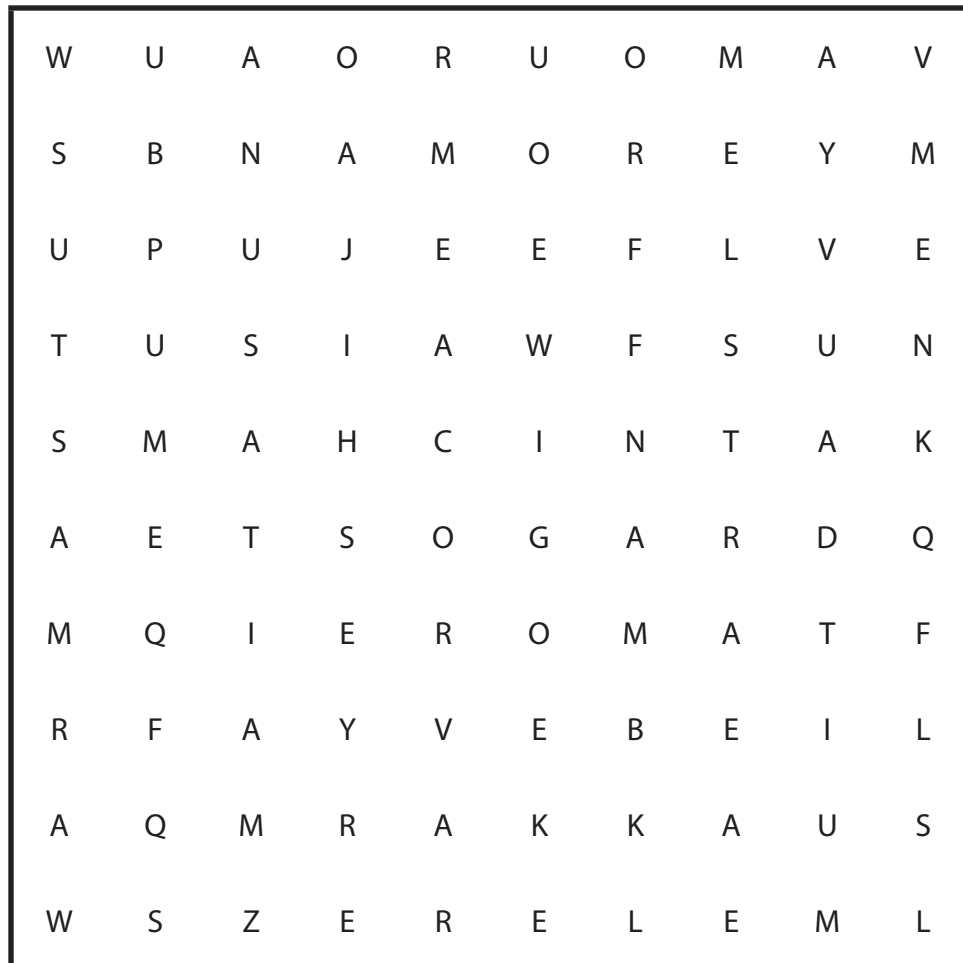 W U A O R U O M A V
S B N A M O R E Y M
U P U J E E F L V E
T U S I A W F S U N
S M A H C I N T A K
A E T S O G A R D Q
M Q I E R O M A T F
R F A Y V E B E I L
A Q M R A K K A U S
W S Z E R E L E M L